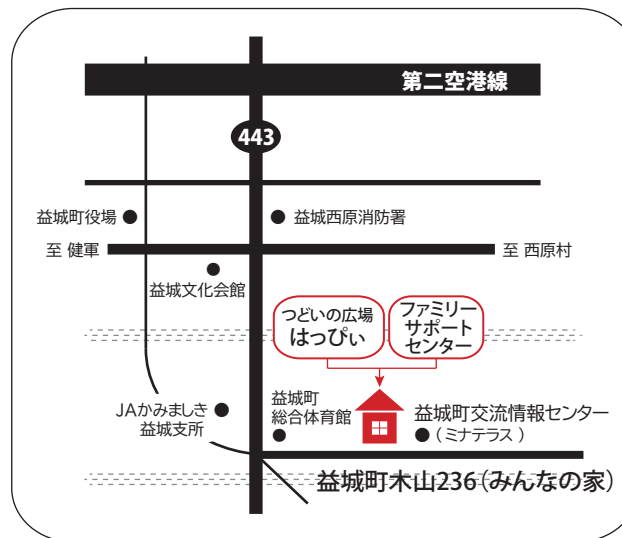 第二空港線
443
益城町役場
益城西原消防署
至 健軍
至 西原村
益城文化会館
つどいの広場
はっぴぃ
ファミリー
サポート
センター
JAかみましき
益城支所
益城町
総合体育館
益城町交流情報センター
（ミナテラス）
益城町木山236（みんなの家）